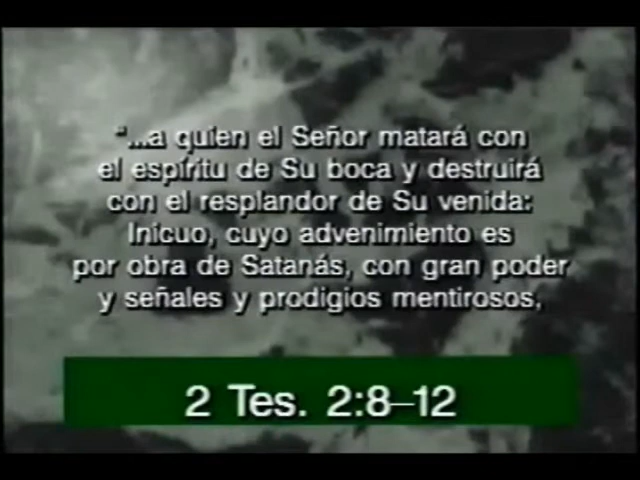 "...a quien el Señor matará con
el espíritu de Su boca y destruirá
con el resplandor de Su venida:
Inicuo, cuyo advenimiento es
por obra de Satanás, con gran poder
y señales y prodigios mentirosos,
2 Tes. 2:8–12